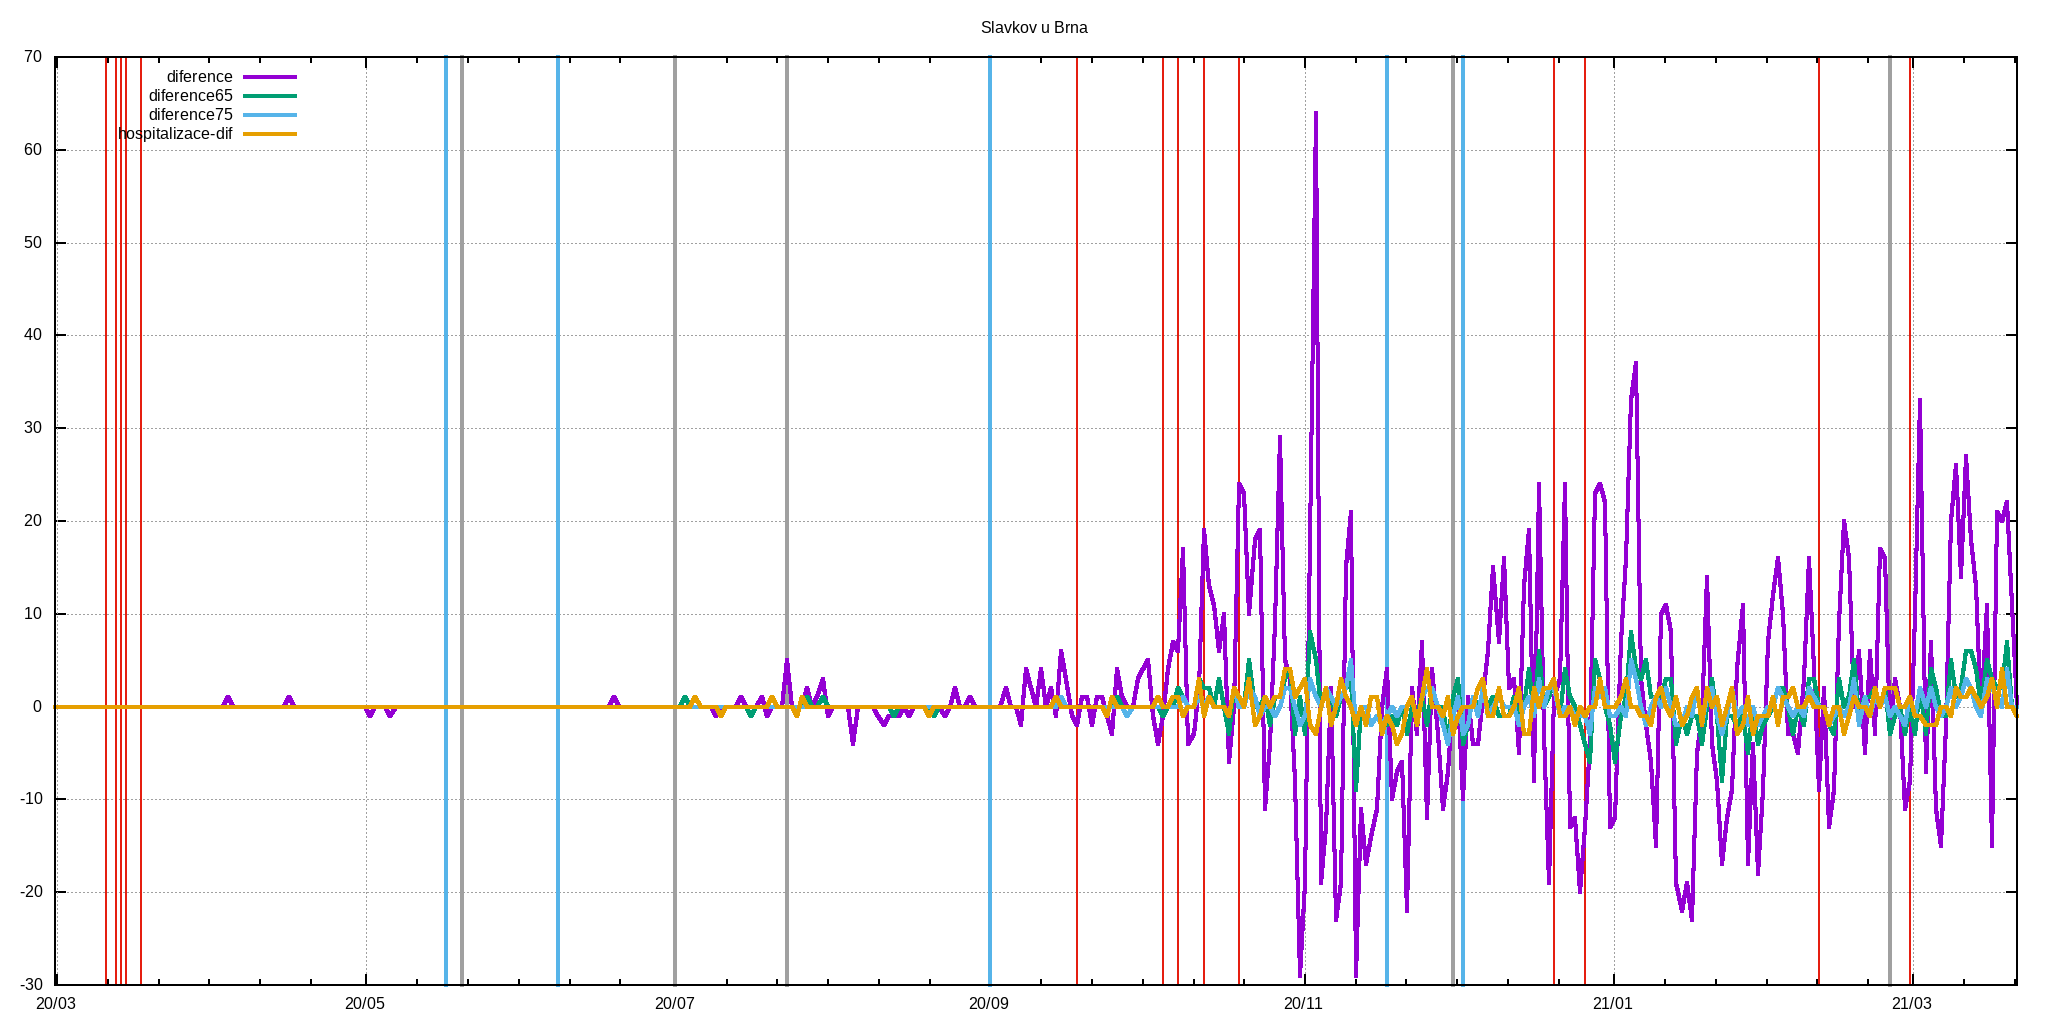 Slavkov u Brna
70
60
50
40
30
20
10
0
-10
-20
-30
diference
diference65
diference75
hospitalizace-dif
20/03 20/05 20/07 20/09 20/11 21/01 21/03